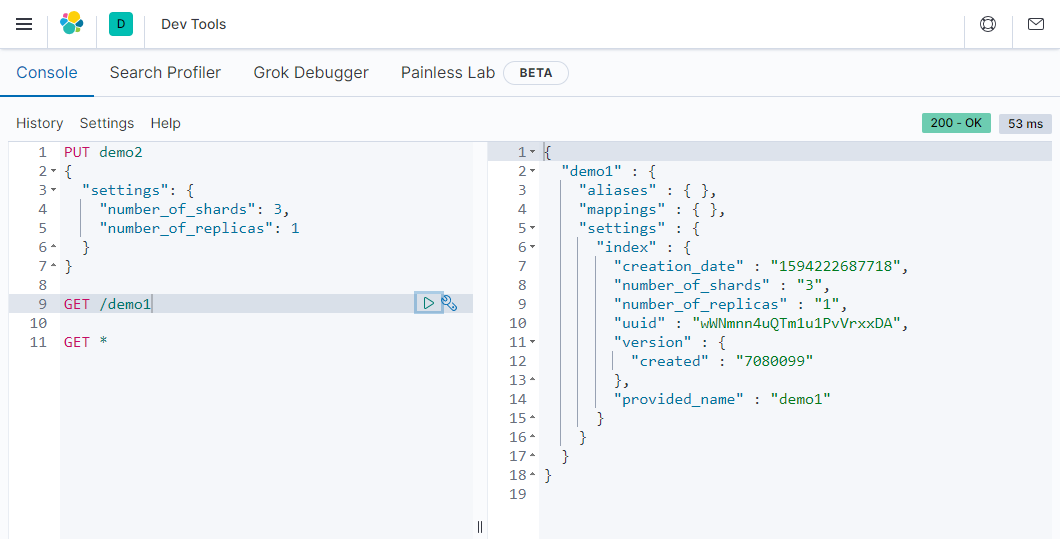 D Dev Tools
Console Search Profiler Grok Debugger Painless Lab BETA
History Settings Help 200 - OK 53 ms
1 PUT demo2
2 {
3 "settings": {
4 "number_of_shards": 3,
5 "number_of_replicas": 1
6 }
7 }
8
9 GET /demo1
10
11 GET *
1 {
2 "demo1" : {
3 "aliases" : { },
4 "mappings" : { },
5 "settings" : {
6 "index" : {
7 "creation_date" : "1594222687718",
8 "number_of_shards" : "3",
9 "number_of_replicas" : "1",
10 "uuid" : "wWNmnn4uQTm1u1PvVrxxDA",
11 "version" : {
12 "created" : "7080099"
13 },
14 "provided_name" : "demo1"
15 }
16 }
17 }
18 }
19